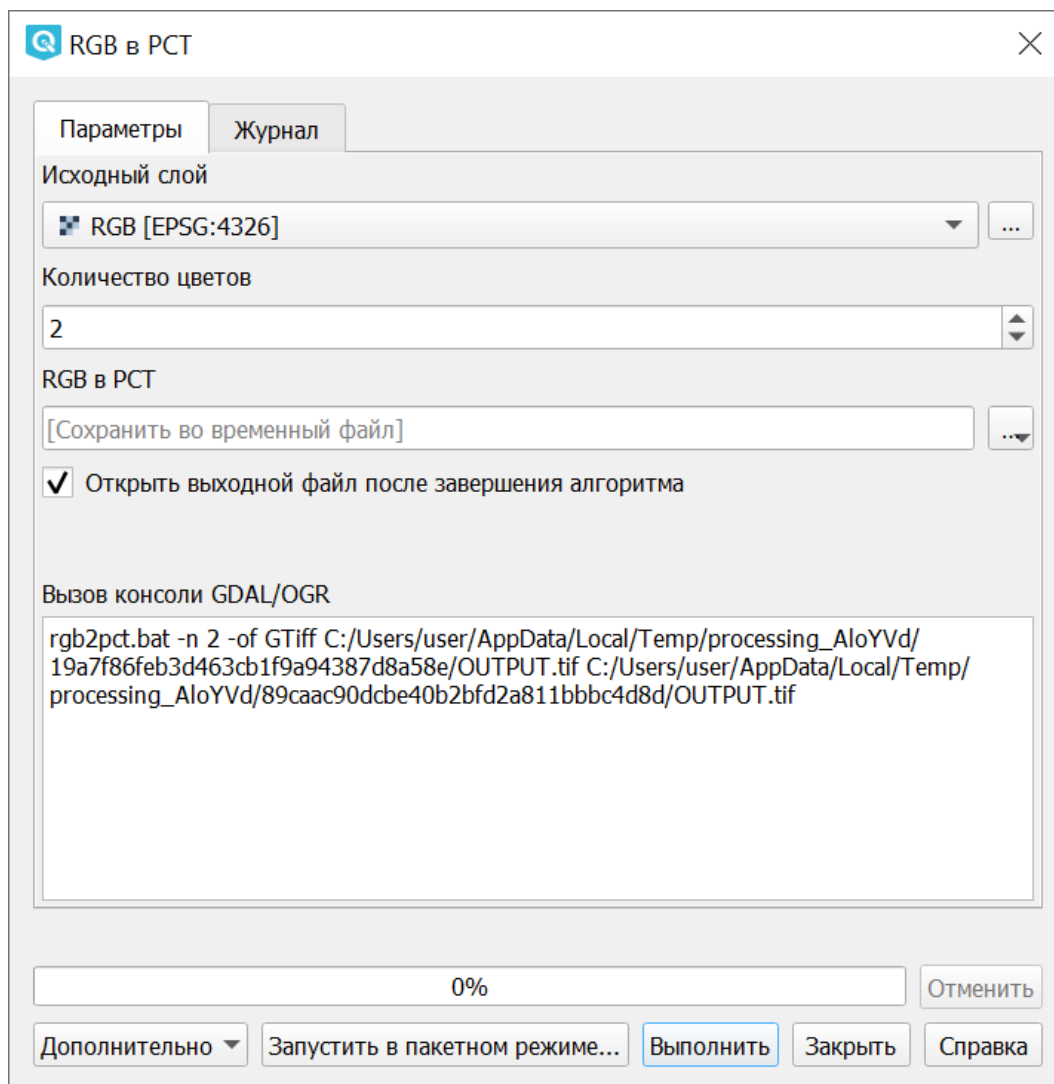 RGB в PCT
Параметры
Журнал
Исходный слой
RGB [EPSG:4326]
...
Количество цветов
2
RGB в PCT
[Сохранить во временный файл]
...
Открыть выходной файл после завершения алгоритма
Вызов консоли GDAL/OGR
rgb2pct.bat -n 2 -of GTiff C:/Users/user/AppData/Local/Temp/processing_AloYVd/
19a7f86feb3d463cb1f9a94387d8a58e/OUTPUT.tif C:/Users/user/AppData/Local/Temp/
processing_AloYVd/89caac90dcbe40b2bfd2a811bbbc4d8d/OUTPUT.tif
0%
Отменить
Дополнительно
Запустить в пакетном режиме...
Выполнить
Закрыть
Справка